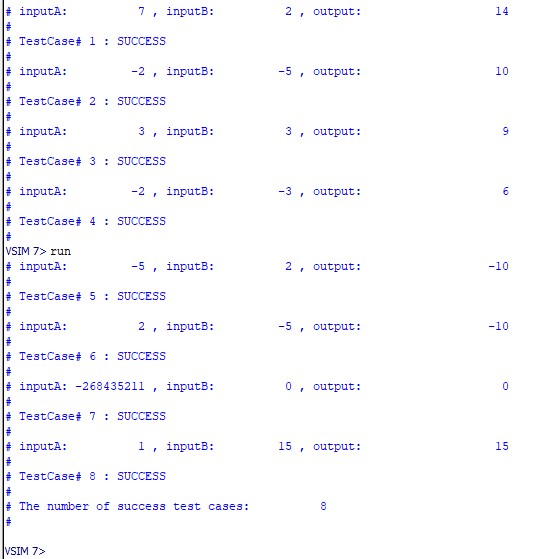 # inputA:           7 , inputB:           2 , output:                    14
#
# TestCase# 1 : SUCCESS
#
# inputA:          -2 , inputB:          -5 , output:                    10
#
# TestCase# 2 : SUCCESS
#
# inputA:           3 , inputB:           3 , output:                     9
#
# TestCase# 3 : SUCCESS
#
# inputA:          -2 , inputB:          -3 , output:                     6
#
# TestCase# 4 : SUCCESS
#
VSIM 7> run
# inputA:          -5 , inputB:           2 , output:                   -10
#
# TestCase# 5 : SUCCESS
#
# inputA:           2 , inputB:          -5 , output:                   -10
#
# TestCase# 6 : SUCCESS
#
# inputA: -268435211 , inputB:           0 , output:                     0
#
# TestCase# 7 : SUCCESS
#
# inputA:           1 , inputB:          15 , output:                    15
#
# TestCase# 8 : SUCCESS
#
# The number of success test cases:           8
#
VSIM 7>